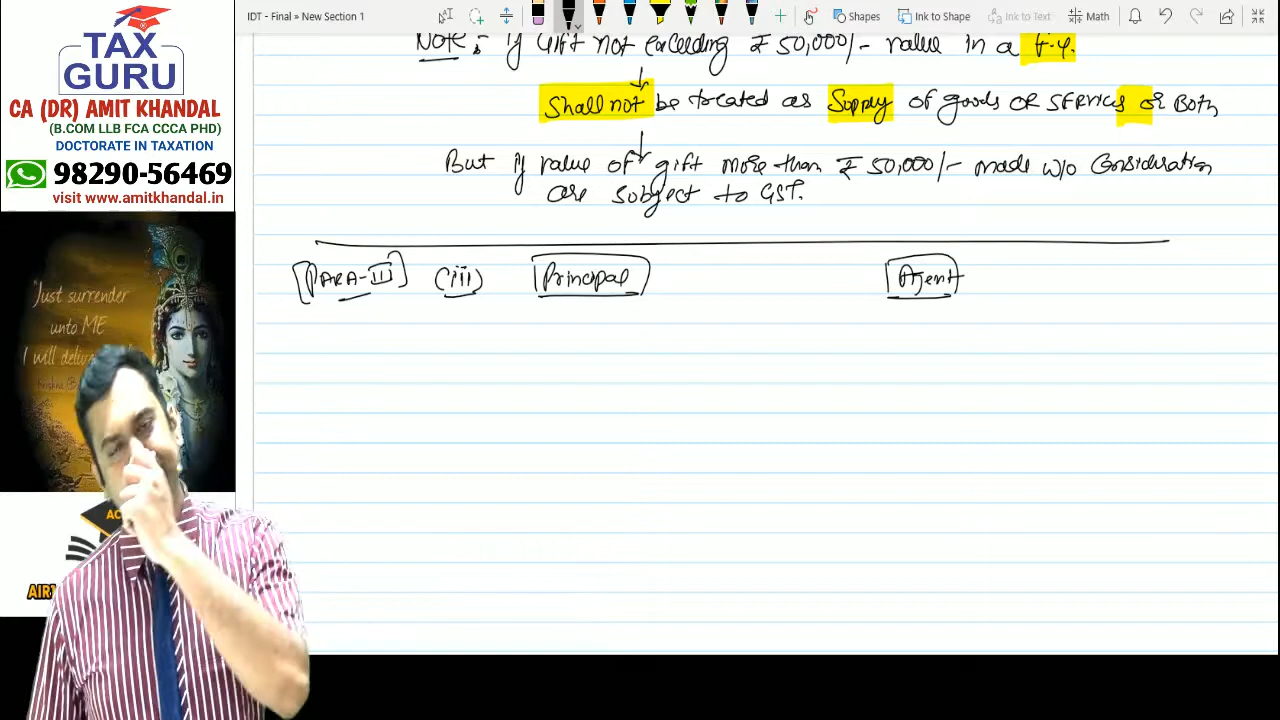 TAX
GURU
CA (DR) AMIT KHANDAL
(B.COM LLB FCA CCCA PHD)
DOCTORATE IN TAXATION
98290-56469
visit www.amitkhandal.in
"Just surrender
unto ME
I will deliv
Krishna
AC
AIR
IDT - Final » New Section 1
Shapes
Ink to Shape
Ink to Text
Math
Note :- if Gift not exceeding ₹ 50,000/- value in a F.Y.
Shall not be treated as Supply of goods or services or Both
But if value of gift more than ₹ 50,000/- made w/o Consideration
are subject to GST.
PARA-II (iii) Principal Agent